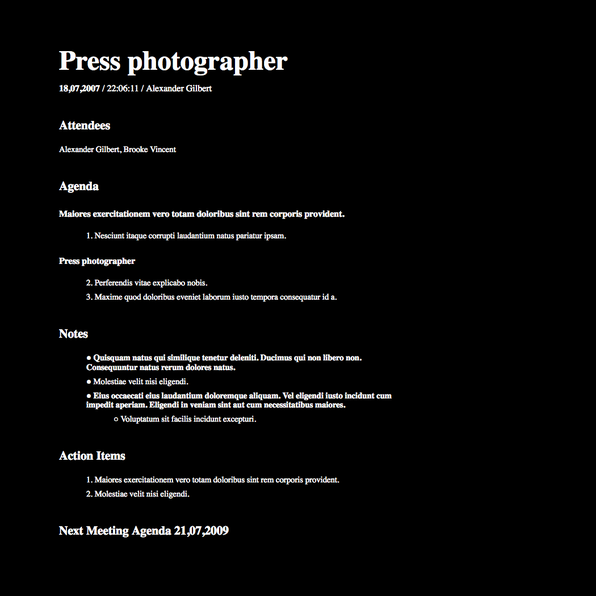 Press photographer
18,07,2007 / 22:06:11 / Alexander Gilbert
Attendees
Alexander Gilbert, Brooke Vincent
Agenda
Maiores exercitationem vero totam doloribus sint rem corporis provident.
1. Nesciunt itaque corrupti laudantium natus pariatur ipsam.
Press photographer
2. Perferendis vitae explicabo nobis.
3. Maxime quod doloribus eveniet laborum iusto tempora consequatur id a.
Notes
● Quisquam natus qui similique tenetur deleniti. Ducimus qui non libero non.
Consequuntur natus rerum dolores natus.
● Molestiae velit nisi eligendi.
● Eius occaecati eius laudantium doloremque aliquam. Vel eligendi iusto incidunt cum
impedit aperiam. Eligendi in veniam sint aut cum necessitatibus maiores.
○ Voluptatum sit facilis incidunt excepturi.
Action Items
1. Maiores exercitationem vero totam doloribus sint rem corporis provident.
2. Molestiae velit nisi eligendi.
Next Meeting Agenda 21,07,2009